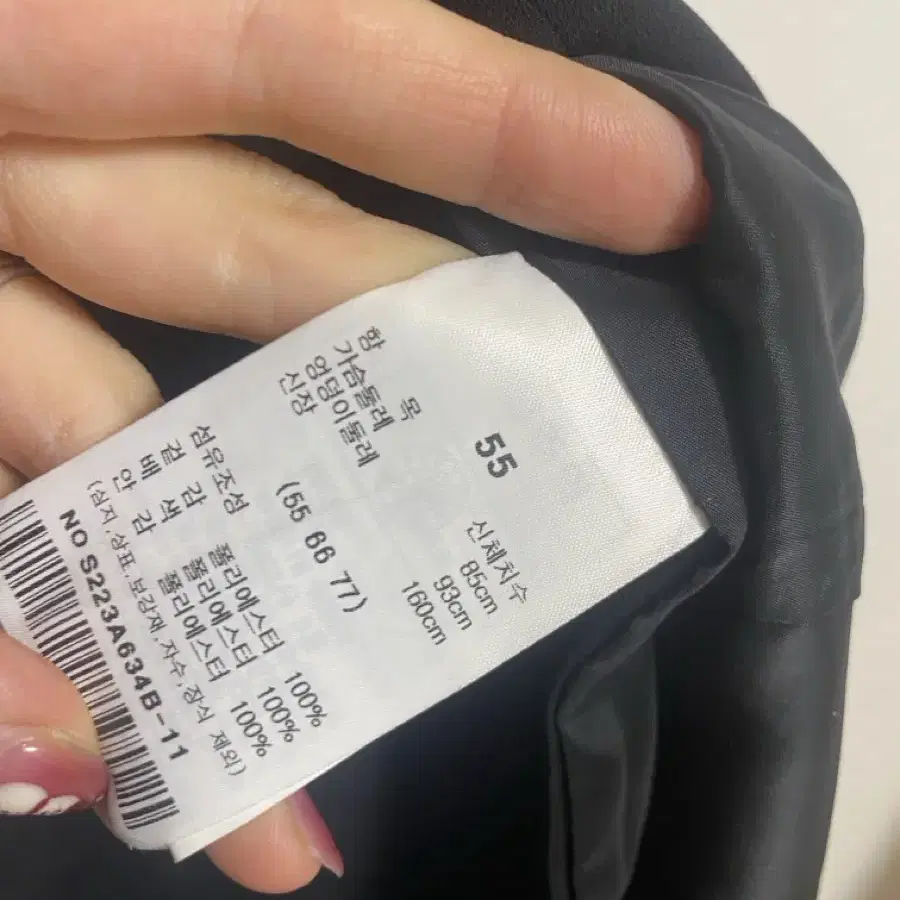 55
항 목 신체치수
가슴둘레 85cm
엉덩이둘레 93cm
신장 160cm
(55 66 77)
섬유조성
겉 감 폴리에스터 100%
배 색 폴리에스터 100%
안 감 폴리에스터 100%
(심지,상표,보강재,자수,장식 제외)
NO S223A634B-11